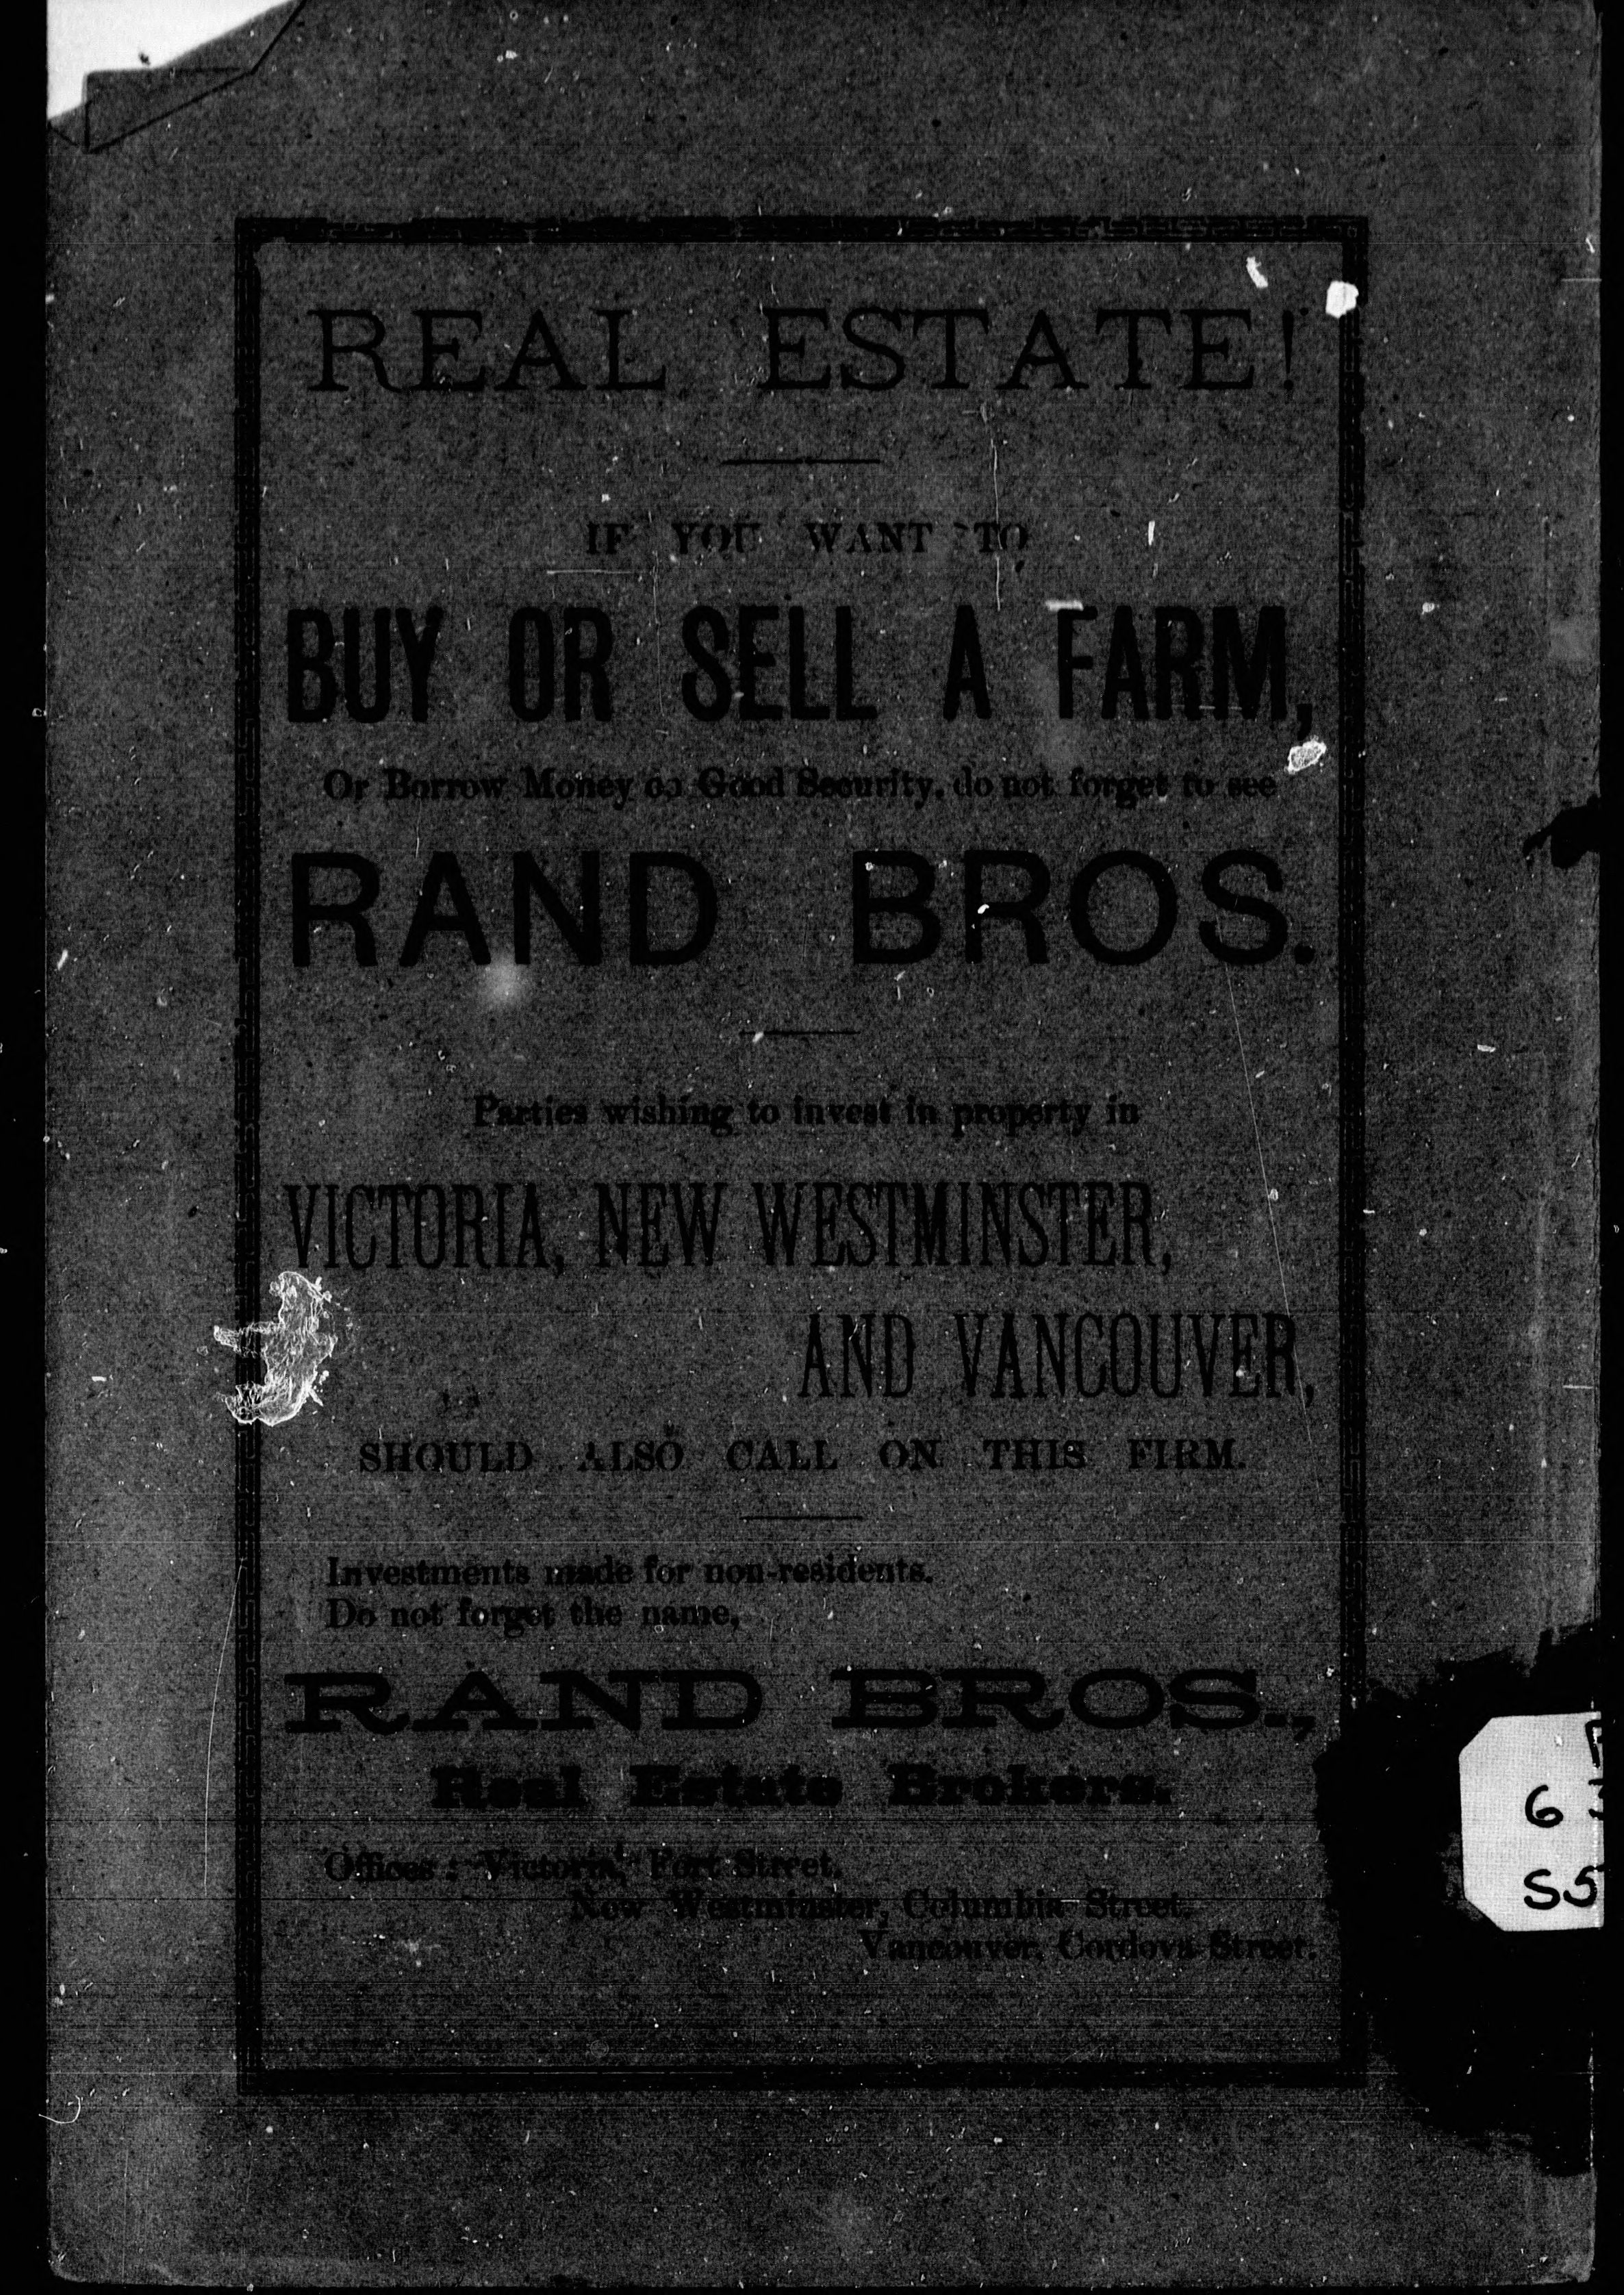 REAL ESTATE!
IF YOU WANT TO
BUY OR SELL A FARM,
Or Borrow Money on Good Security, do not forget to see
RAND BROS.
Parties wishing to invest in property in
VICTORIA, NEW WESTMINSTER,
AND VANCOUVER,
SHOULD ALSO CALL ON THIS FIRM.
Investments made for non-residents.
Do not forget the name,
RAND BROS.,
Real Estate Brokers.
Offices: Victoria, Fort Street.
New Westminster, Columbia Street.
Vancouver, Cordova Street.
6
S5